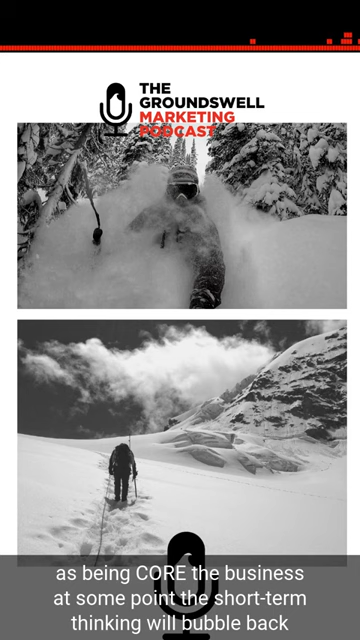 THE
GROUNDSWELL
MARKETING
PODCAST
as being CORE the business
at some point the short-term
thinking will bubble back